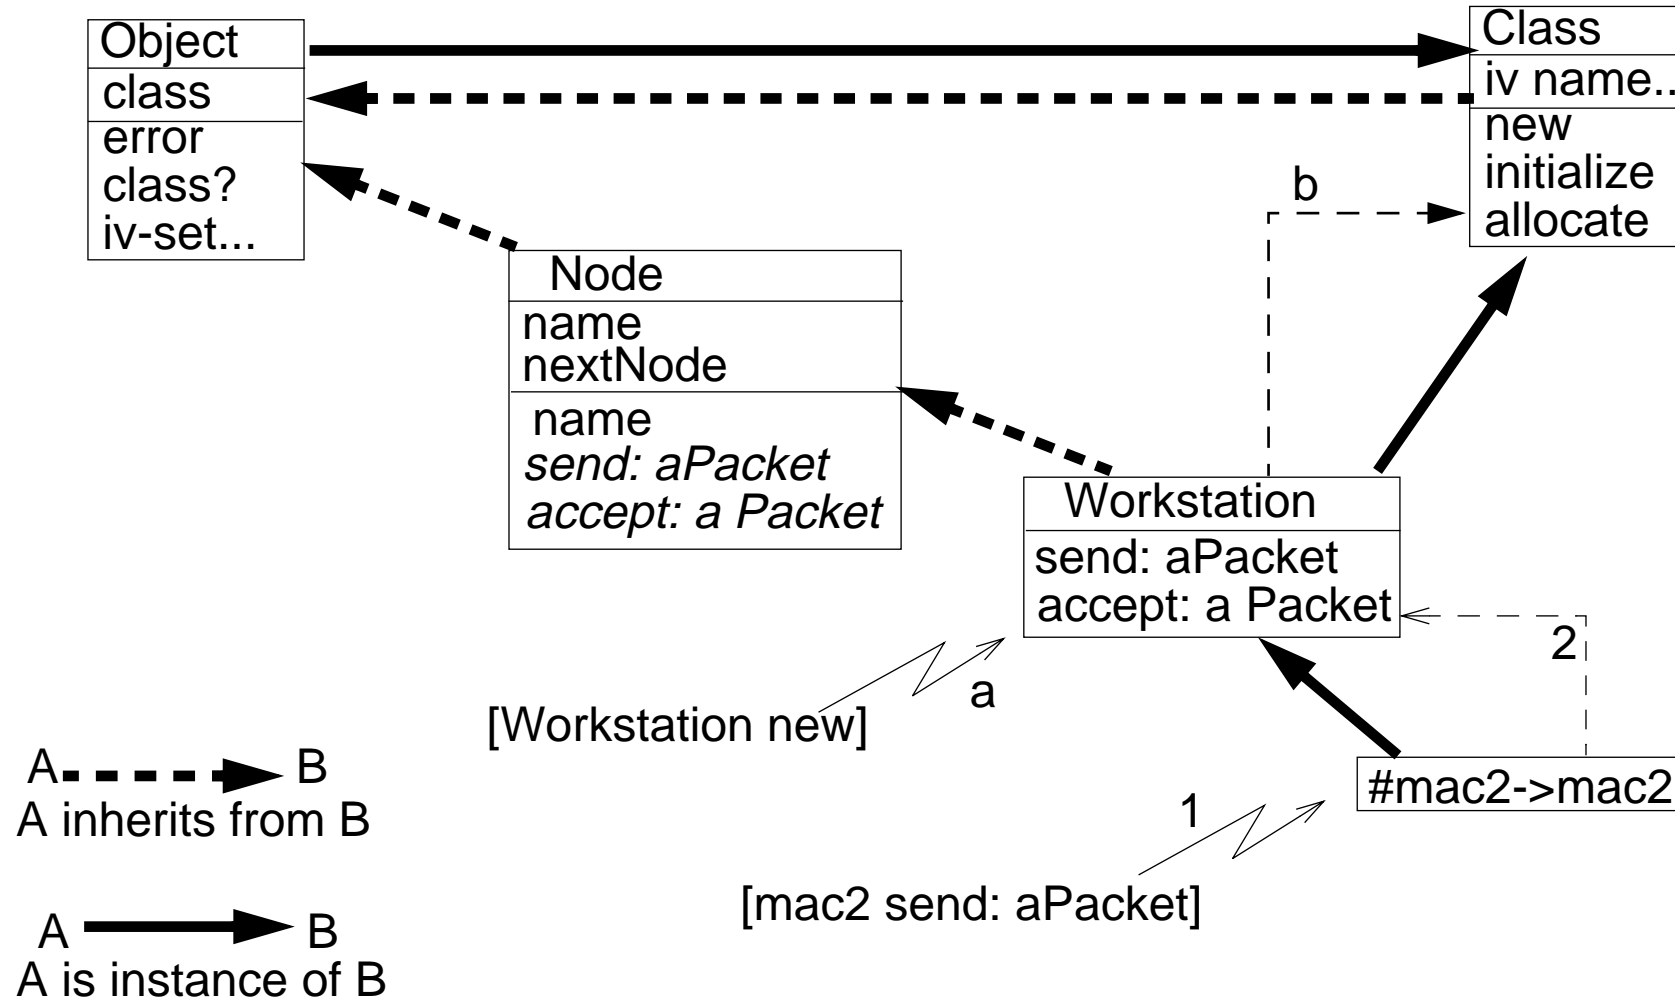 Object
class
error
class?
iv-set...
Class
iv name..
new
initialize
allocate
b
Node
name
nextNode
name
send: aPacket
accept: a Packet
Workstation
send: aPacket
accept: a Packet
2
a
[Workstation new]
#mac2->mac2
1
[mac2 send: aPacket]
A B
A inherits from B
A B
A is instance of B